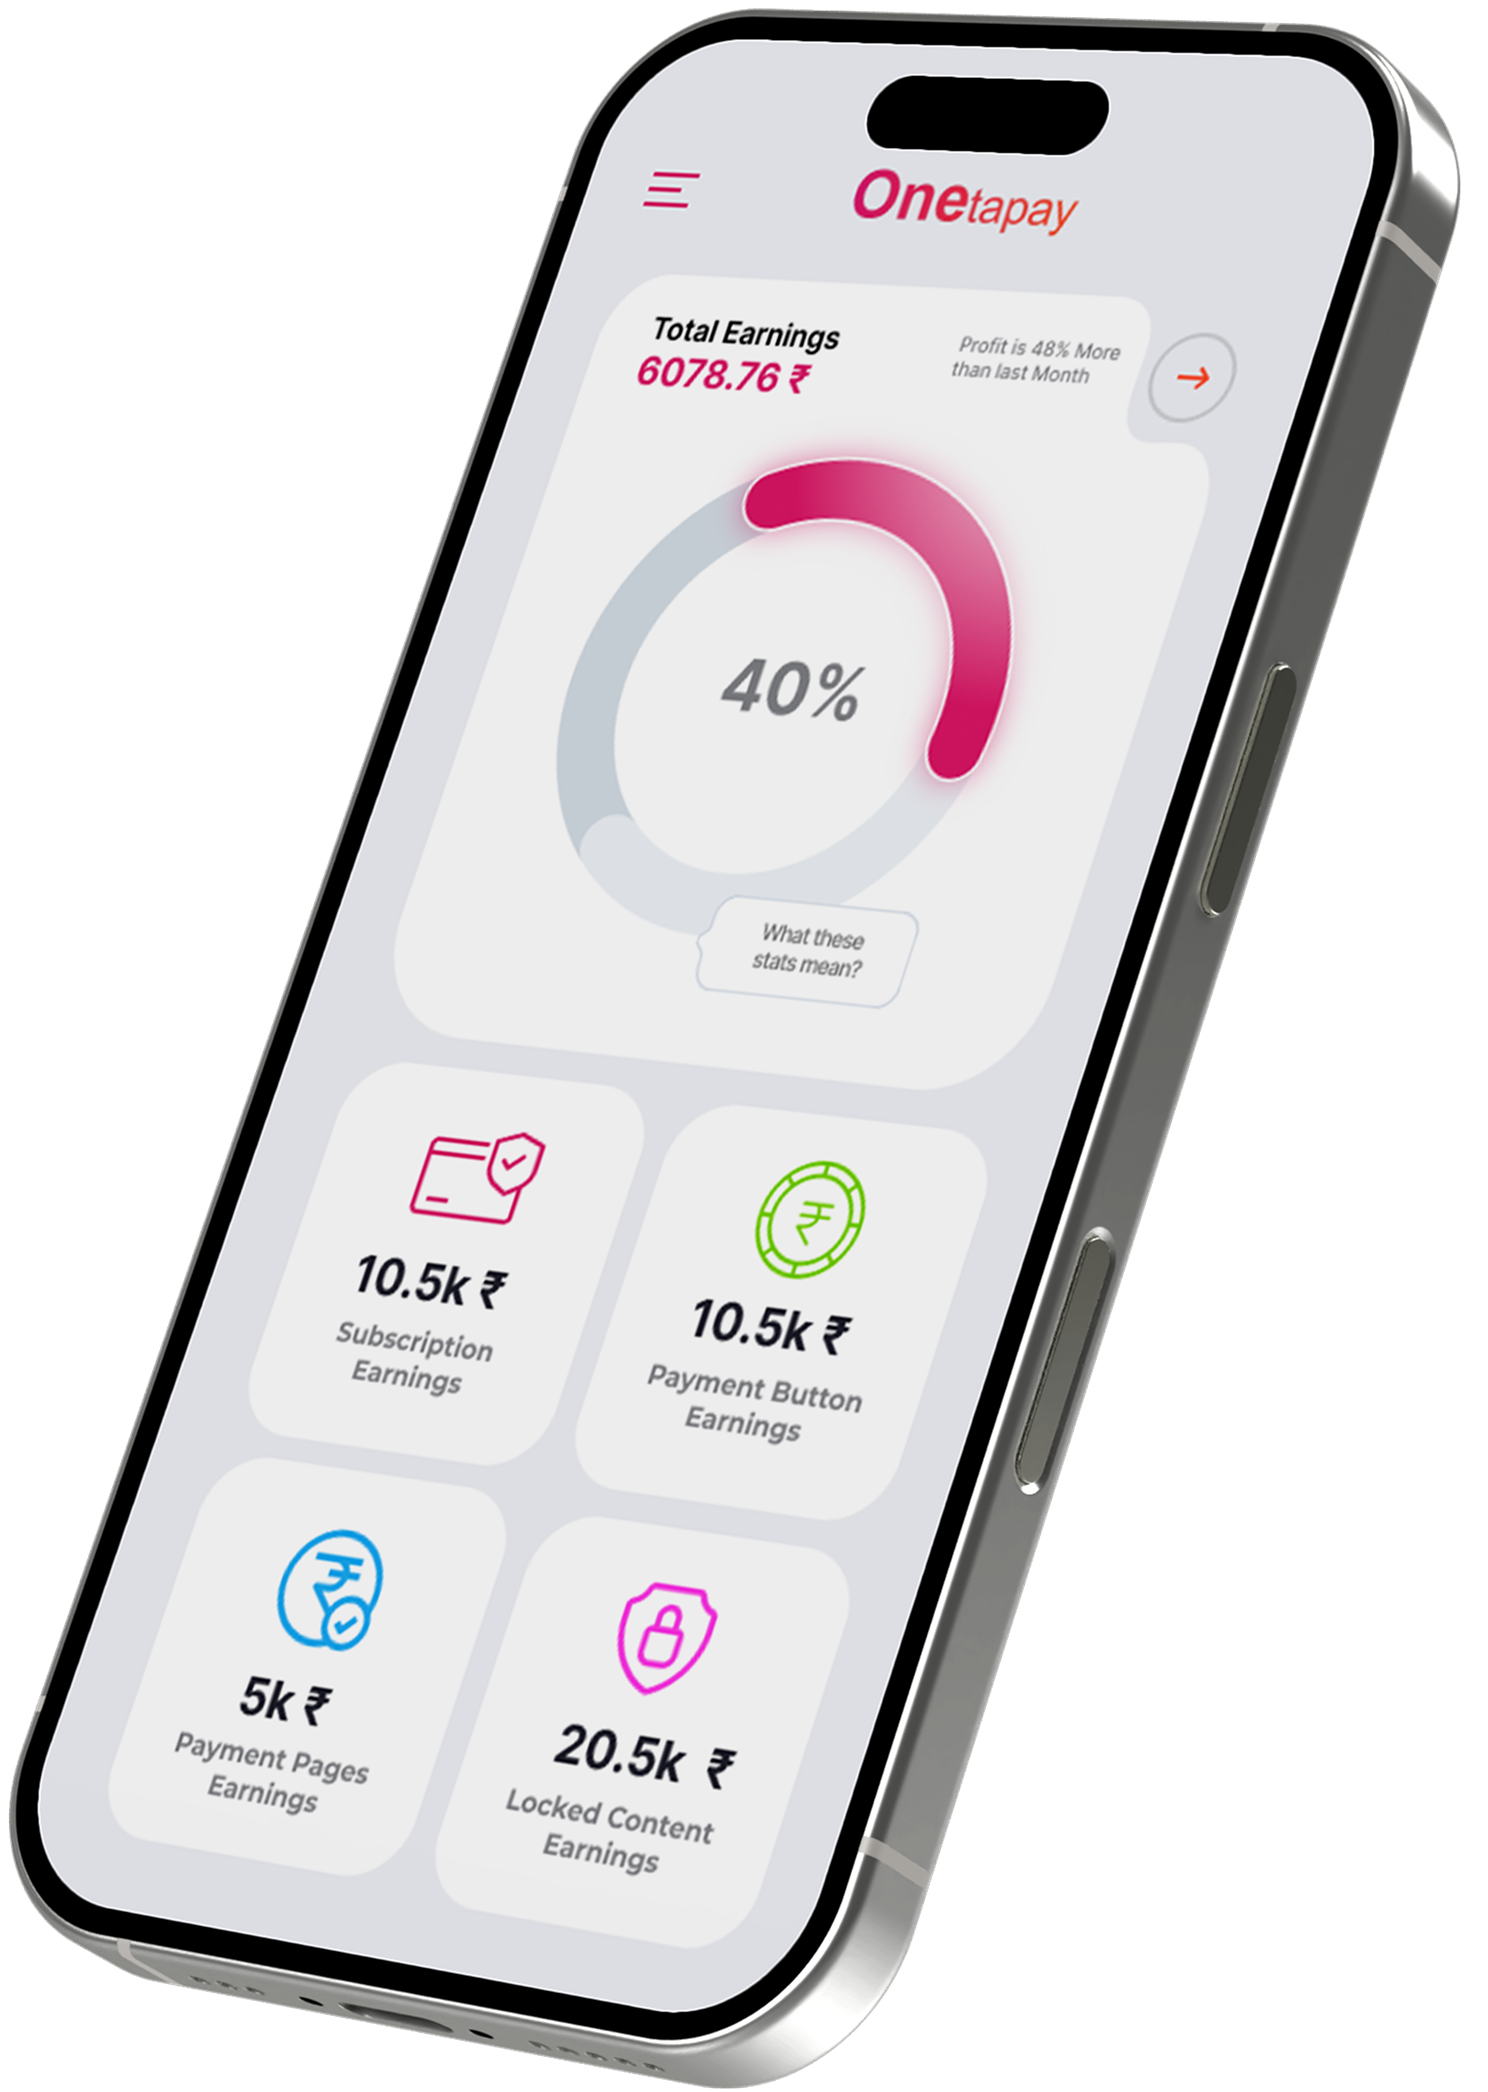 Onetapay
Total Earnings
6078.76 ₹
Profit is 48% More
than last Month
40%
What these
stats mean?
10.5k ₹
Subscription
Earnings
10.5k ₹
Payment Button
Earnings
5k ₹
Payment Pages
Earnings
20.5k ₹
Locked Content
Earnings